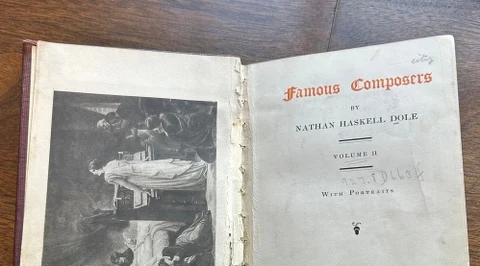 Famous Composers
BY
NATHAN HASKELL DOLE
VOLUME II
WITH PORTRAITS